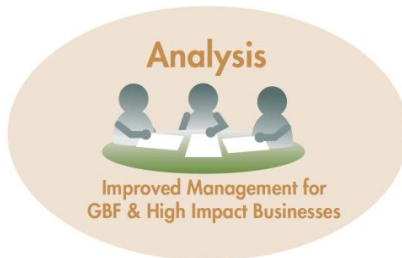 Analysis
Improved Management for
GBF & High Impact Businesses